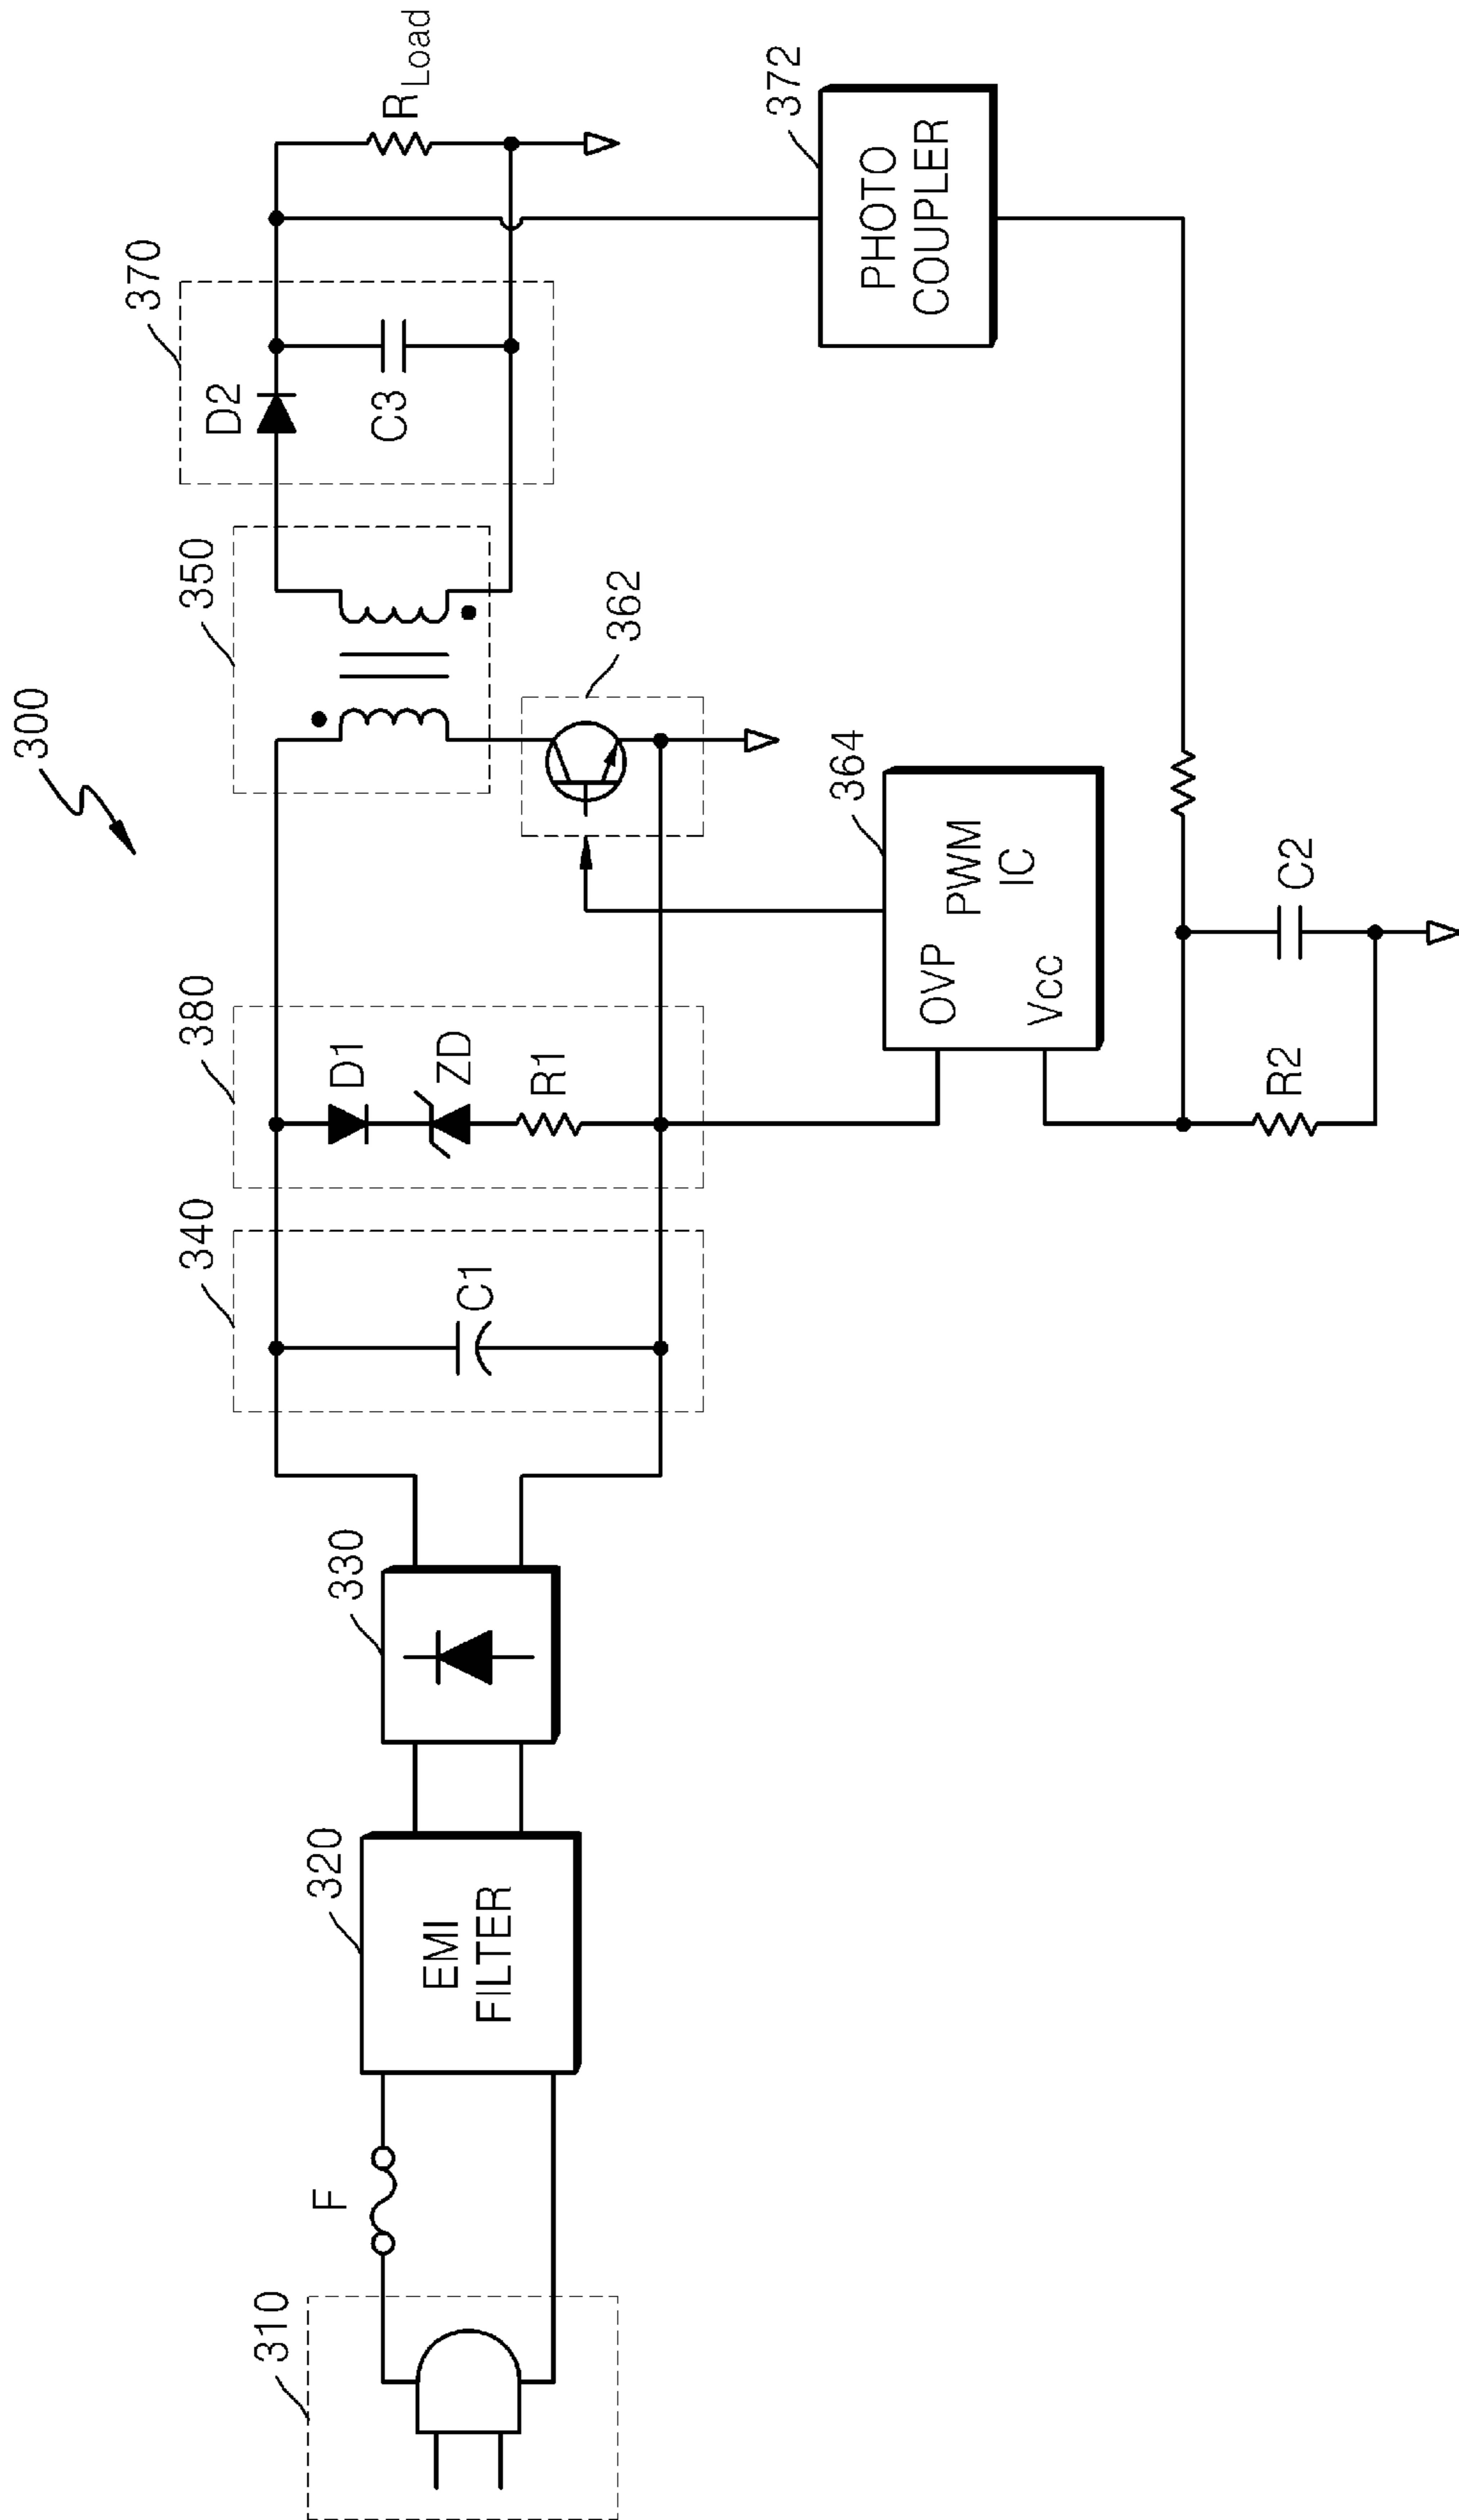 300
310
F
320
EMI
FILTER
330
340
C1
380
D1
ZD
R1
350
362
370
D2
C3
R Load
364
OVP
PWM
IC
Vcc
372
PHOTO
COUPLER
R2
C2